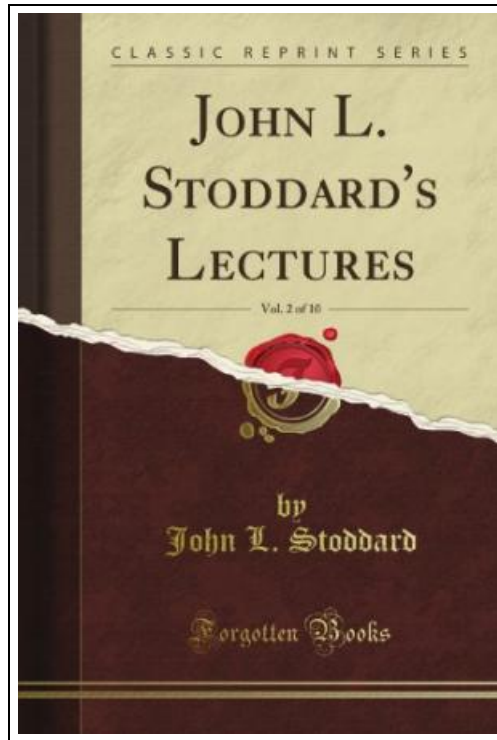 CLASSIC REPRINT SERIES
JOHN L.
STODDARD'S
LECTURES
Vol. 2 of 10
by
John L. Stoddard
Forgotten Books